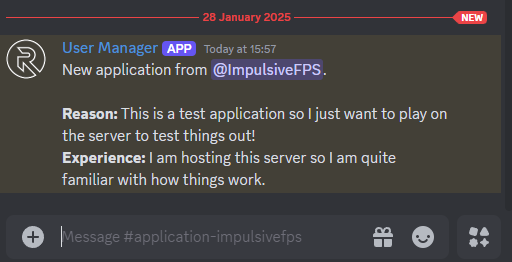 28 January 2025
NEW
User Manager APP Today at 15:57
New application from @ImpulsiveFPS.
Reason: This is a test application so I just want to play on
the server to test things out!
Experience: I am hosting this server so I am quite
familiar with how things work.
Message #application-impulsivefps